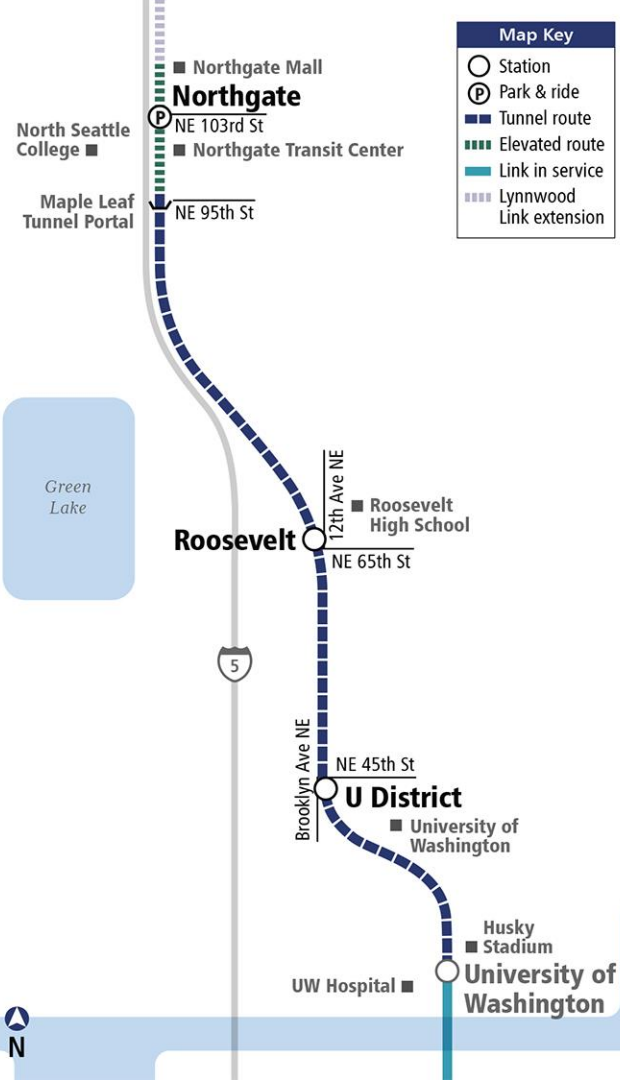 Map Key
Station
P
Park & ride
Tunnel route
Elevated route
Link in service
Lynnwood
Link extension
Northgate Mall
Northgate
P
NE 103rd St
North Seattle
College
Northgate Transit Center
Maple Leaf
Tunnel Portal
NE 95th St
Green
Lake
12th Ave NE
Roosevelt
High School
Roosevelt
NE 65th St
5
Brooklyn Ave NE
NE 45th St
U District
University of
Washington
Husky
Stadium
UW Hospital
University of
Washington
N